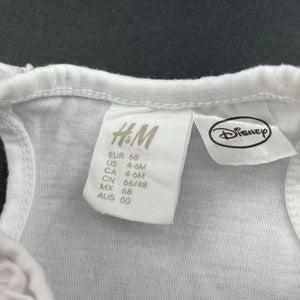 H&M
EUR 68
US 4-6M
CA 4-6M
CN 66/48
MX 68
AUS 00
Disney